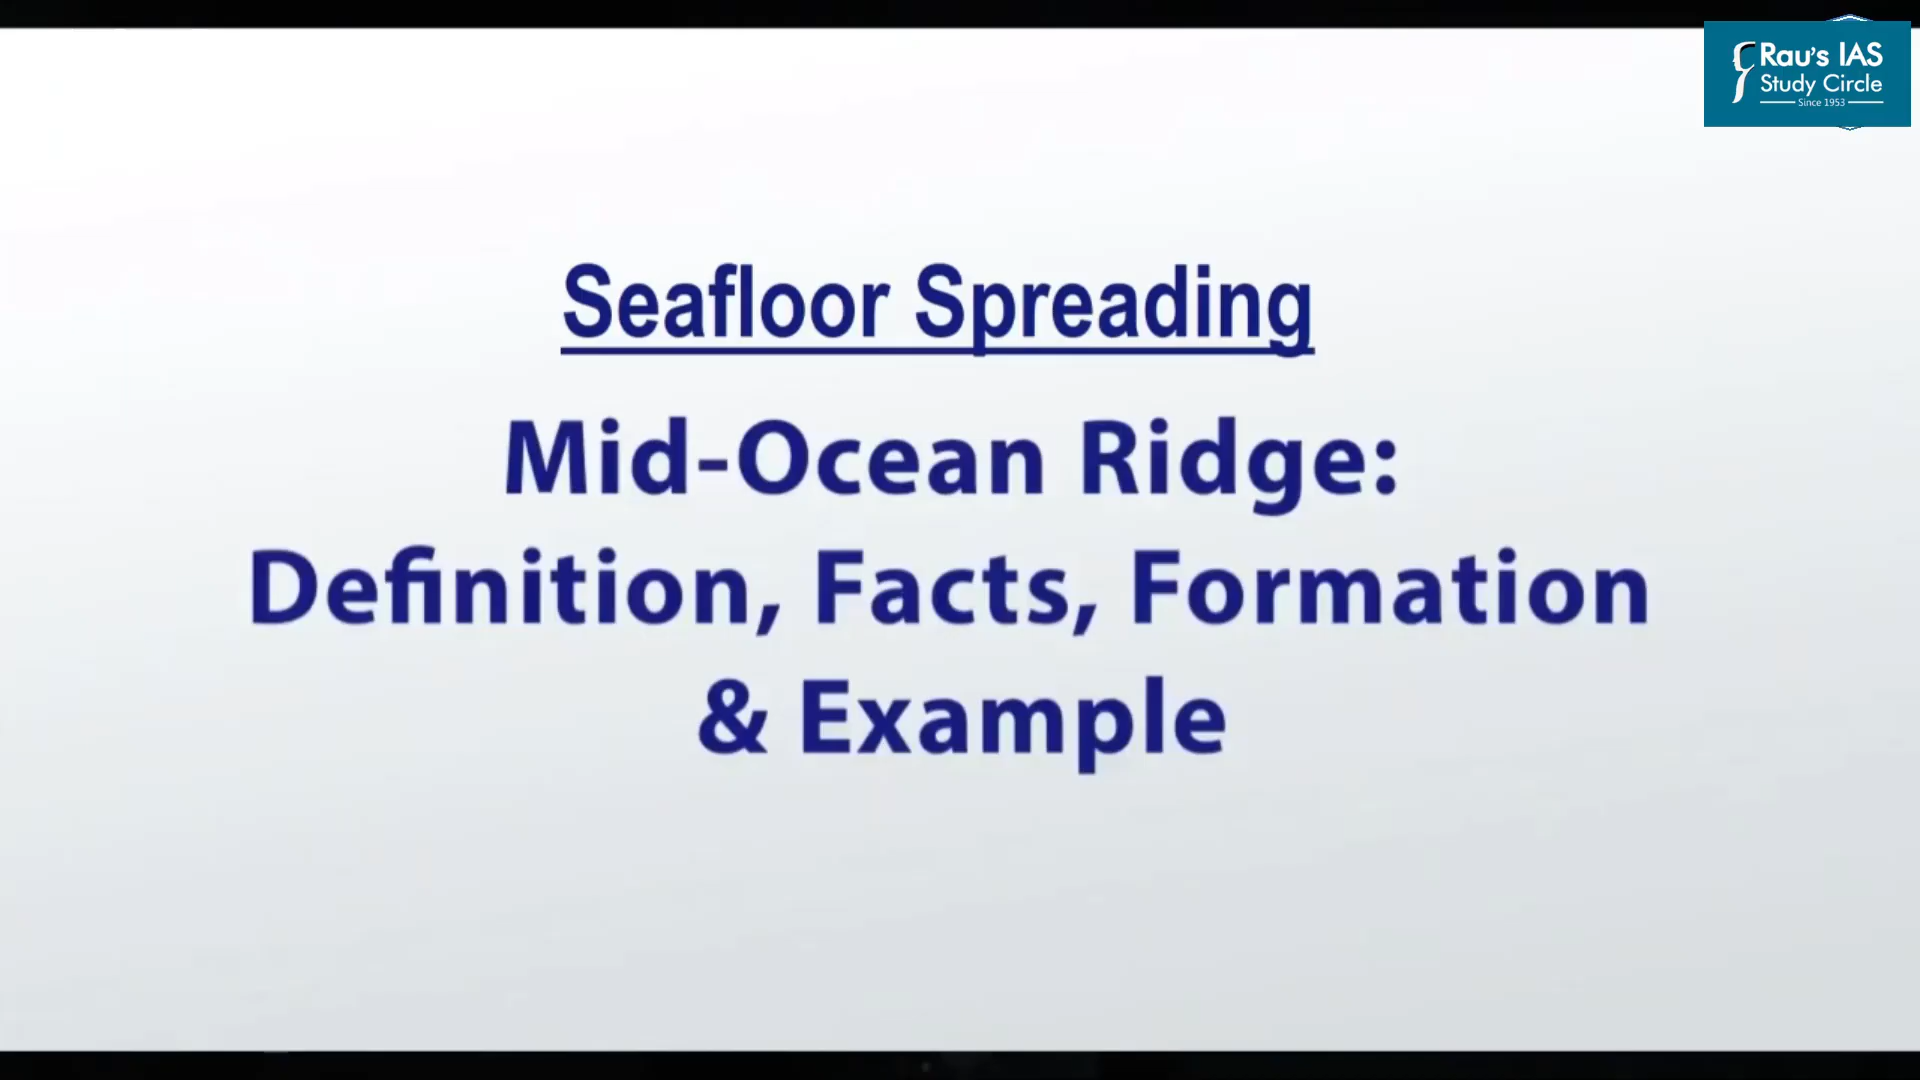 Rau's IAS
Study Circle
Since 1953
Seafloor Spreading
Mid-Ocean Ridge:
Definition, Facts, Formation
& Example